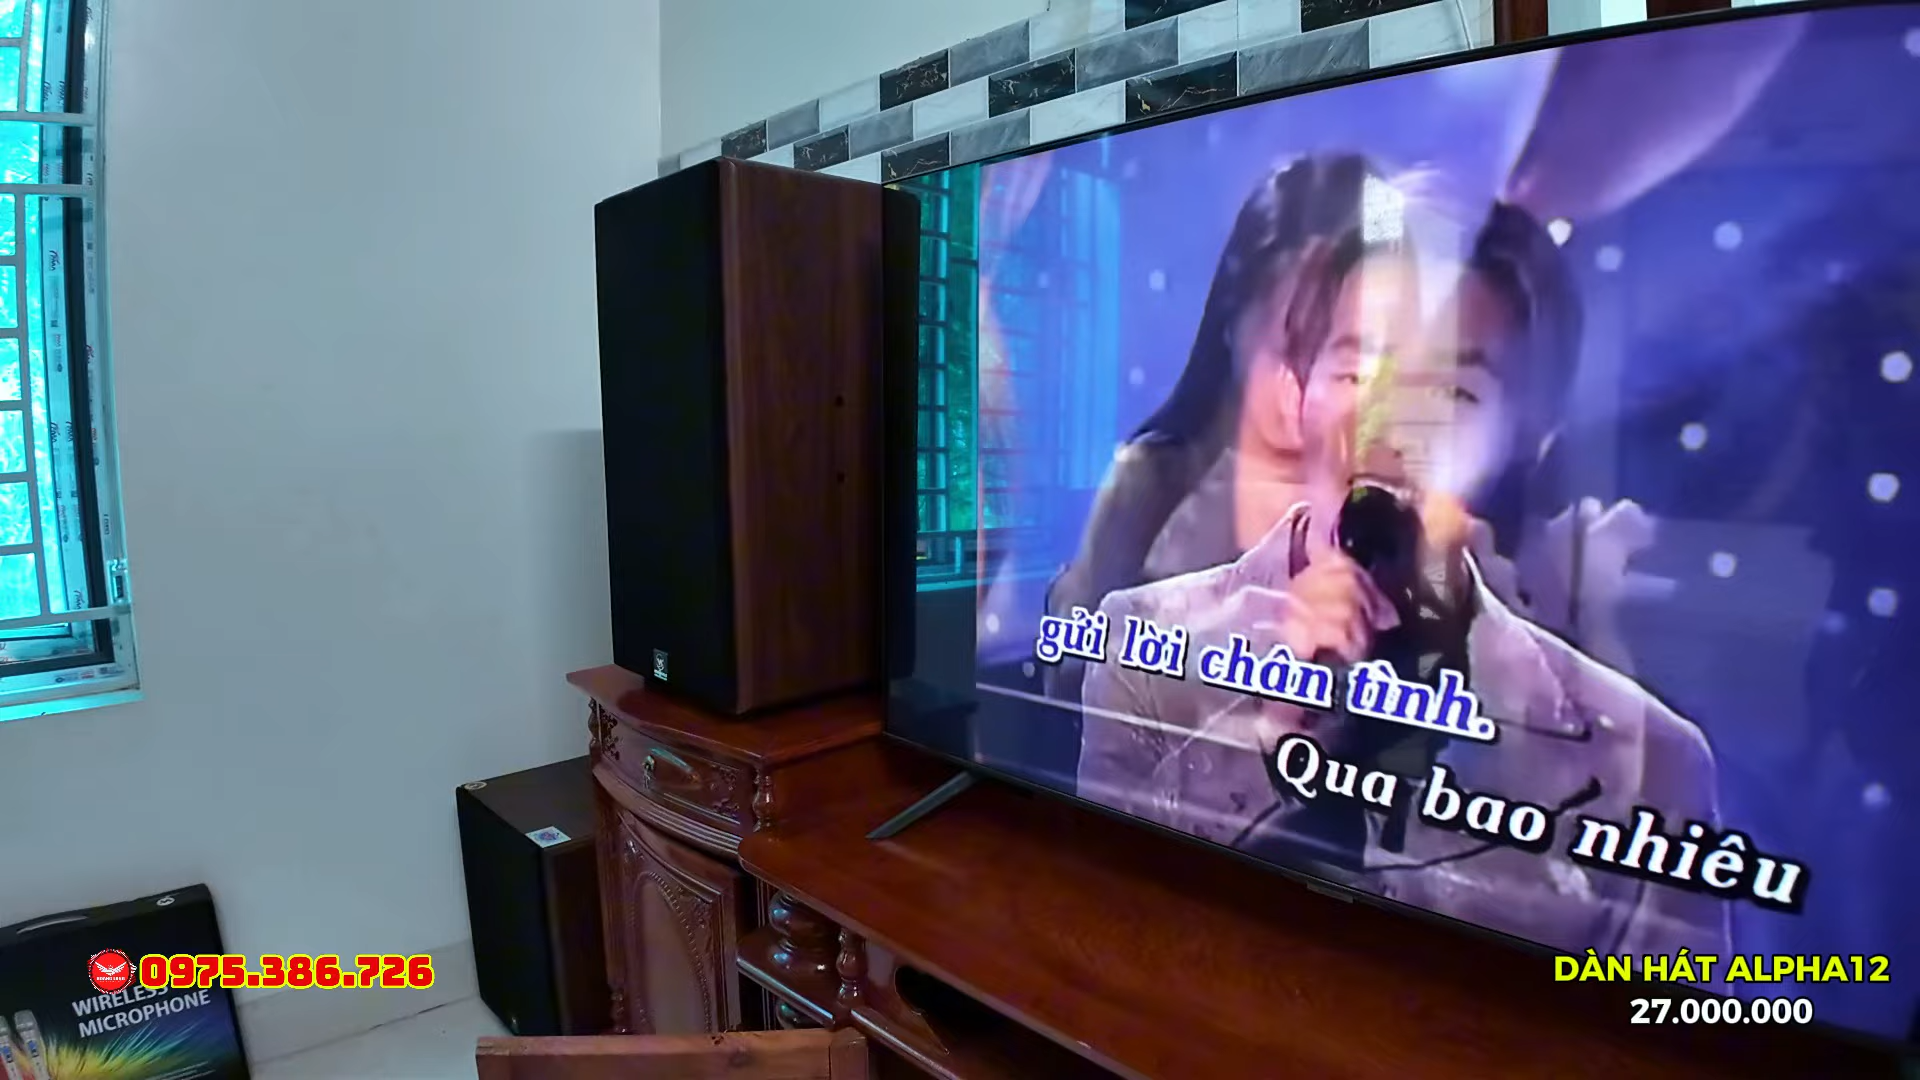 gửi lời chân tình.
Qua bao nhiêu
0975.386.726
WIRELESS
MICROPHONE
DÀN HÁT ALPHA12
27.000.000